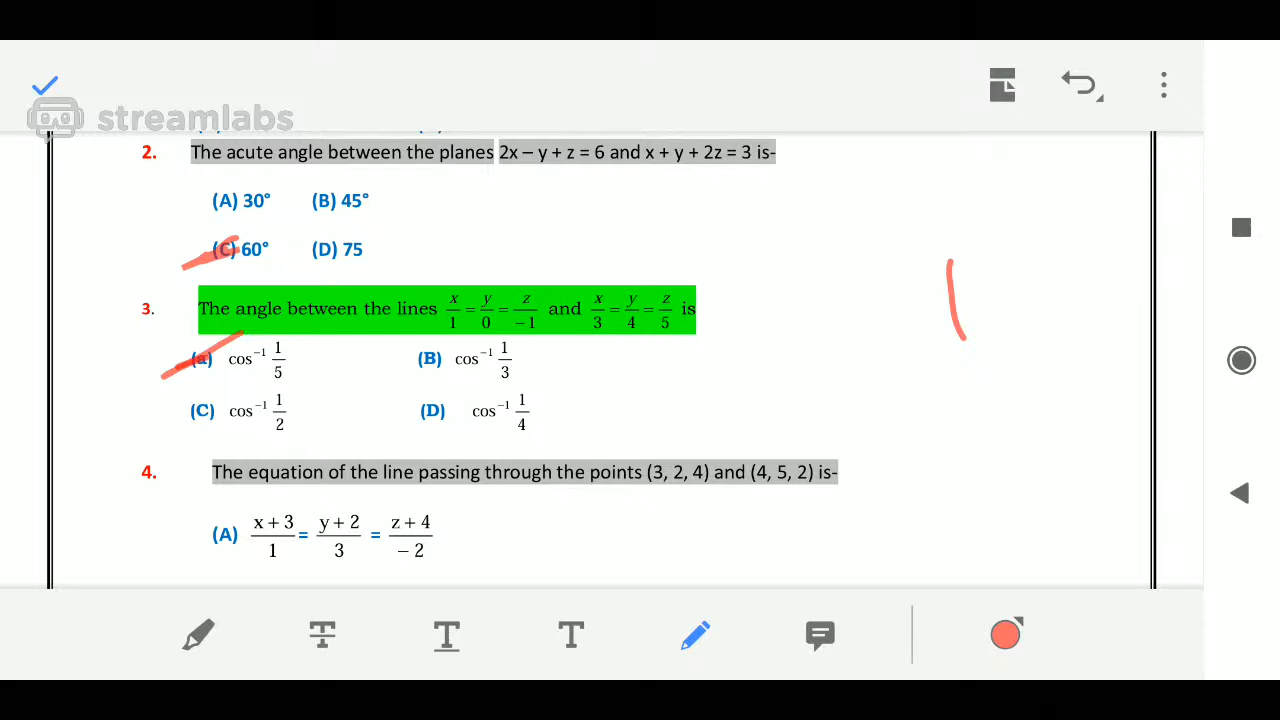 streamlabs
2. The acute angle between the planes 2x – y + z = 6 and x + y + 2z = 3 is-
(A) 30° (B) 45°
(C) 60° (D) 75
3. The angle between the lines x/1 = y/0 = z/−1 and x/3 = y/4 = z/5 is
(a) cos⁻¹ 1/5 (B) cos⁻¹ 1/3
(C) cos⁻¹ 1/2 (D) cos⁻¹ 1/4
4. The equation of the line passing through the points (3, 2, 4) and (4, 5, 2) is-
(A) x + 3/1 = y + 2/3 = z + 4/− 2